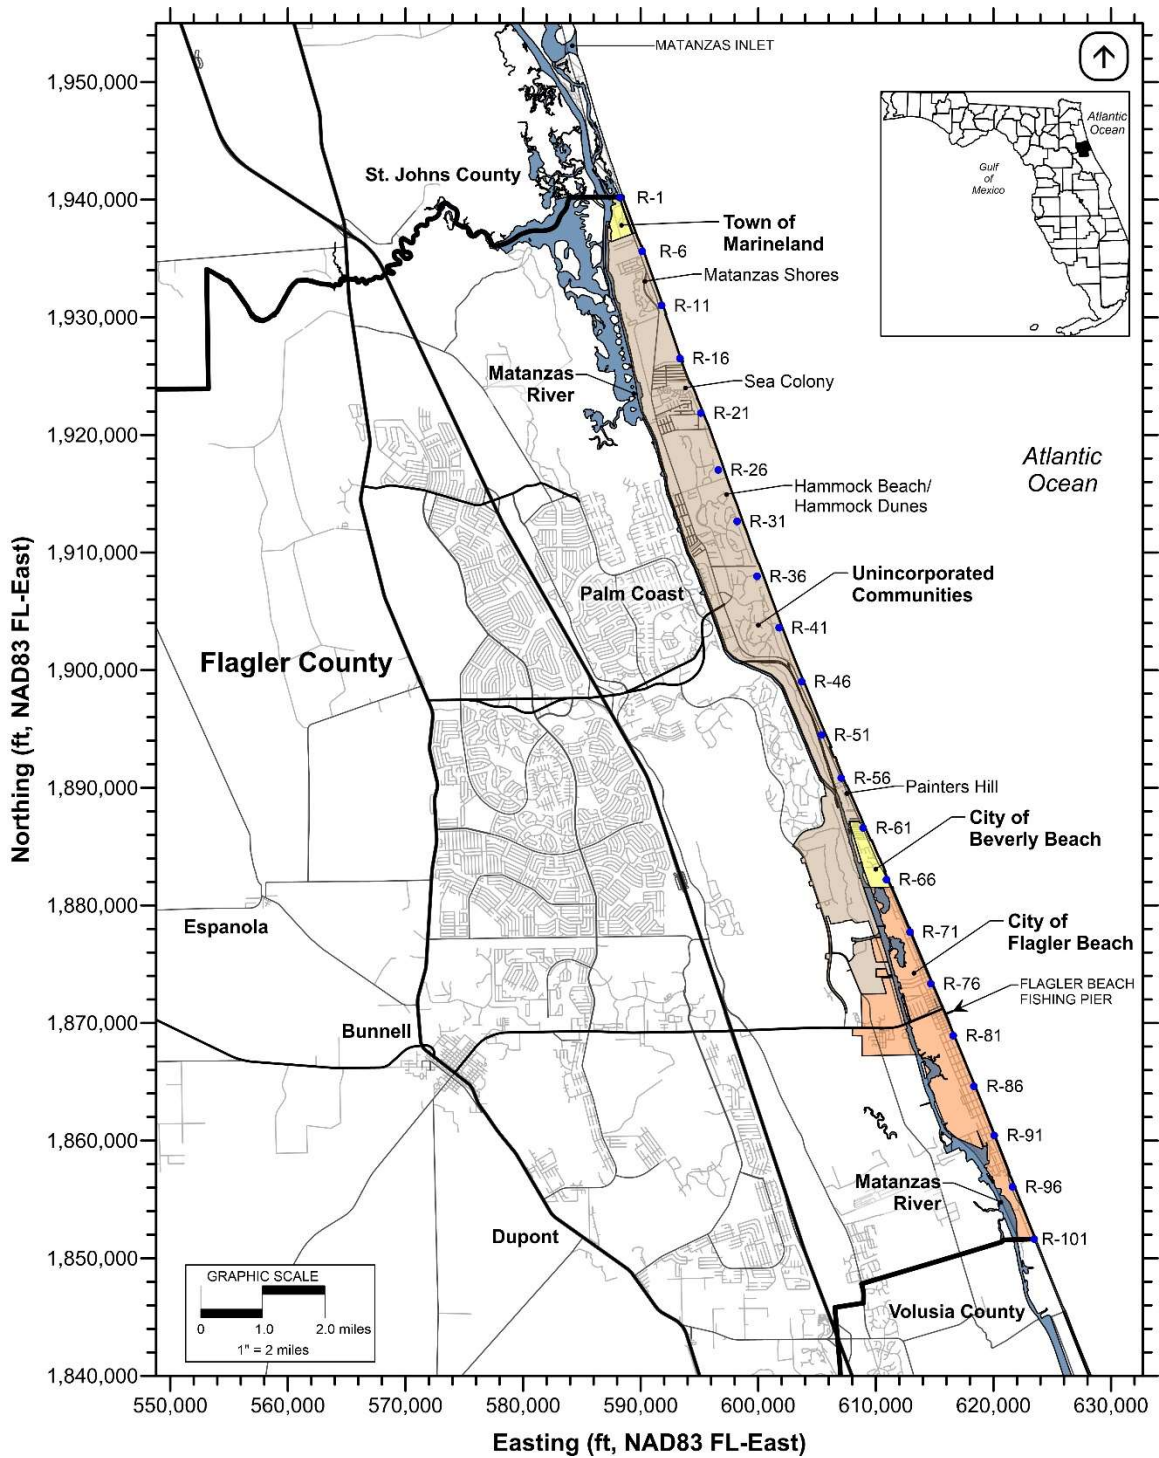 MATANZAS INLET
1,950,000
Atlantic
Ocean
Gulf
of
Mexico
St. Johns County
1,940,000
R-1
Town of
Marineland
R-6
Matanzas Shores
1,930,000
R-11
R-16
Matanzas
River
Sea Colony
1,920,000
R-21
R-26
Atlantic
Ocean
Hammock Beach/
Hammock Dunes
1,910,000
R-31
R-36
Unincorporated
Communities
Palm Coast
R-41
Flagler County
1,900,000
R-46
R-51
R-56
1,890,000
Painters Hill
R-61
City of
Beverly Beach
R-66
1,880,000
Espanola
City of
Flagler Beach
R-71
R-76
FLAGLER BEACH
FISHING PIER
1,870,000
Bunnell
R-81
R-86
1,860,000
R-91
Matanzas
River
R-96
Dupont
R-101
1,850,000
GRAPHIC SCALE
0 1.0 2.0 miles
1" = 2 miles
Volusia County
1,840,000
550,000 560,000 570,000 580,000 590,000 600,000 610,000 620,000 630,000
Easting (ft, NAD83 FL-East)
Northing (ft, NAD83 FL-East)